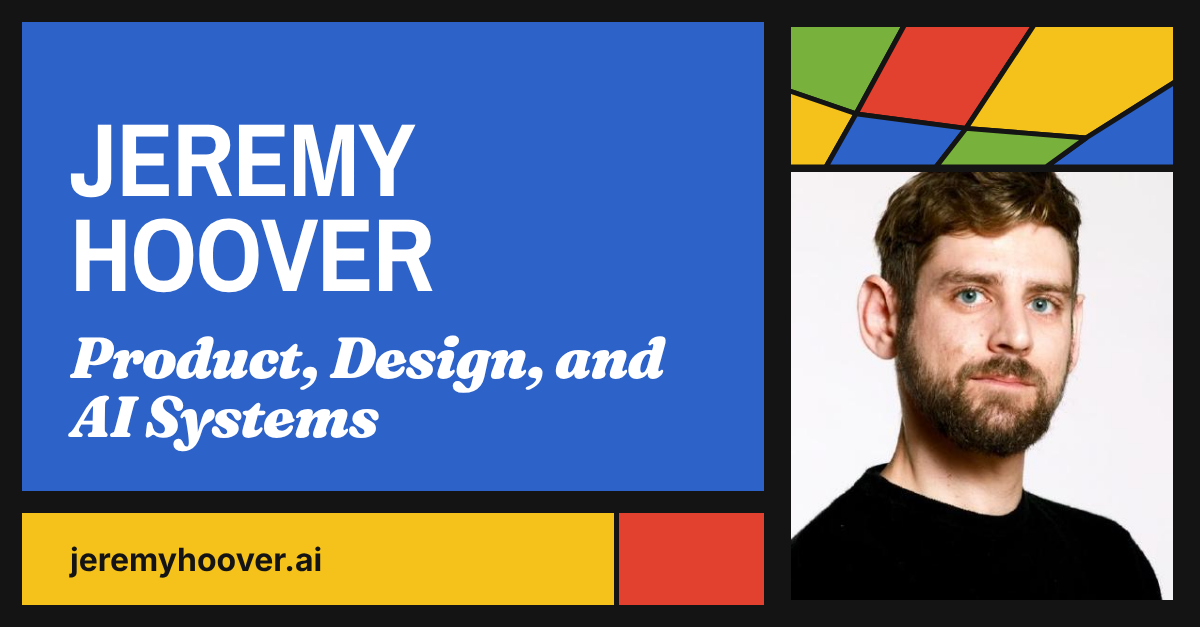 JEREMY
HOOVER
Product, Design, and
AI Systems
jeremyhoover.ai